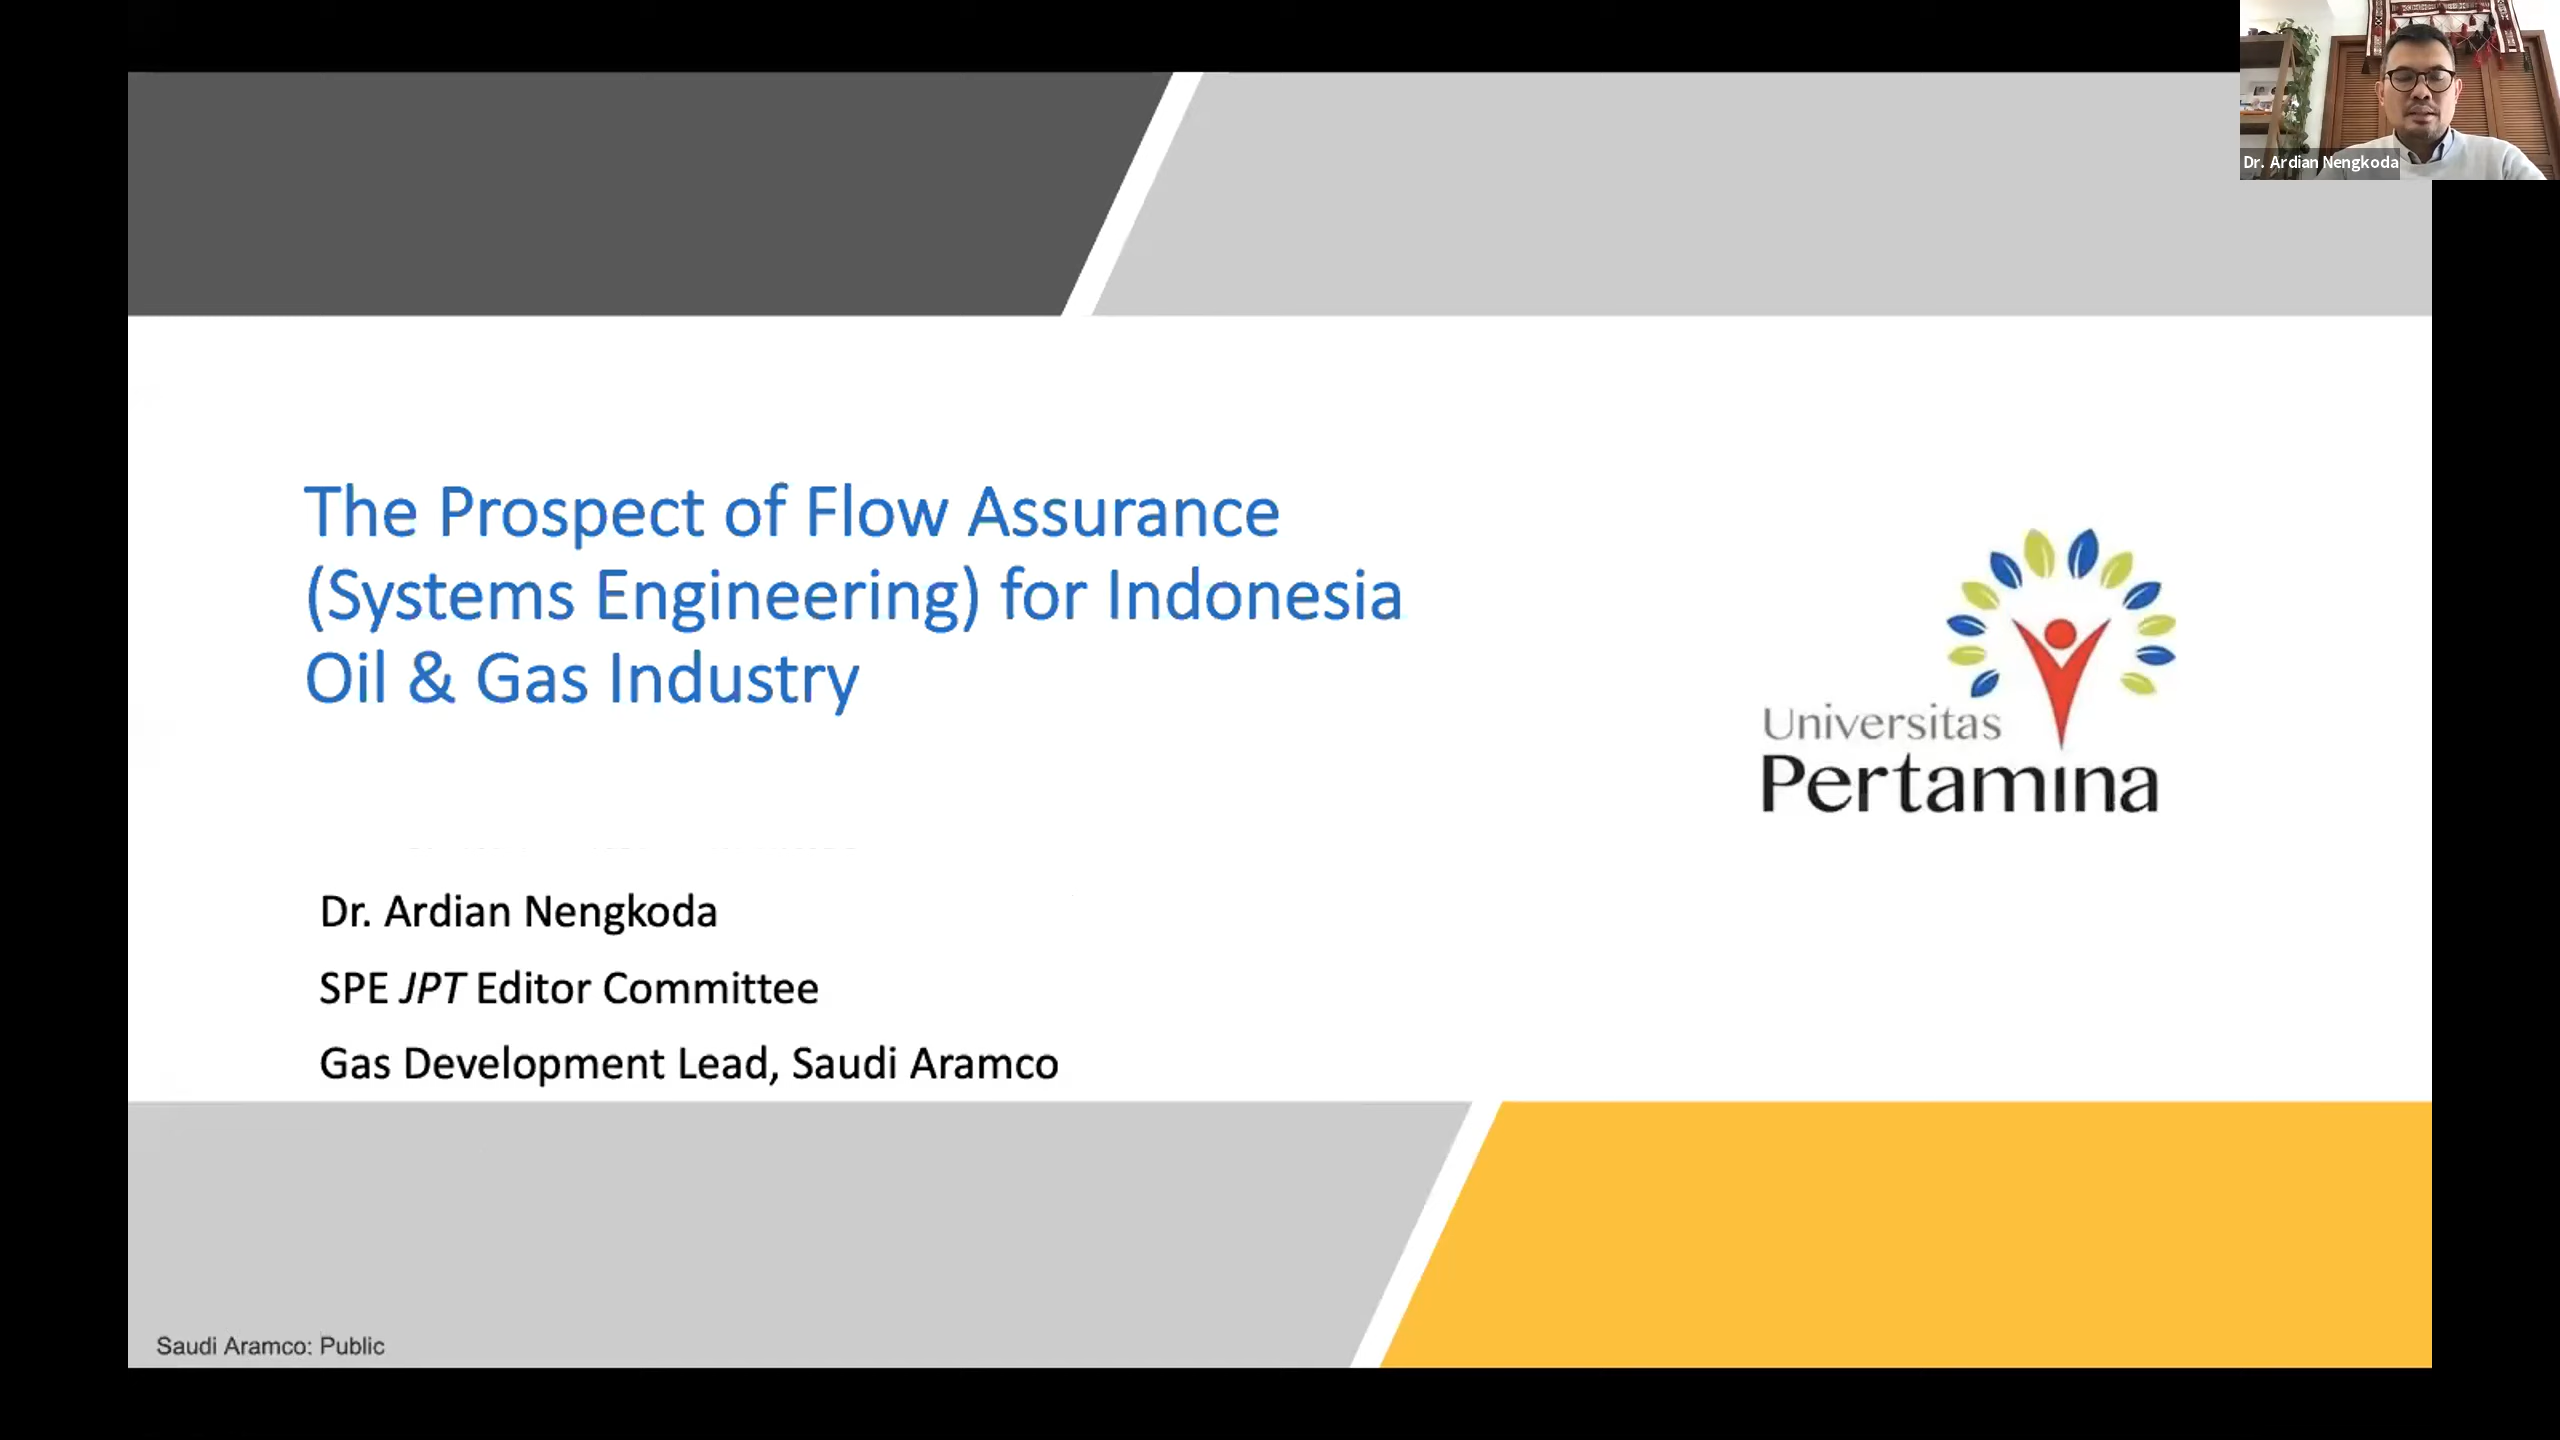 Dr. Ardian Nengkoda
The Prospect of Flow Assurance
(Systems Engineering) for Indonesia
Oil & Gas Industry
Universitas
Pertamina
Dr. Ardian Nengkoda
SPE JPT Editor Committee
Gas Development Lead, Saudi Aramco
Saudi Aramco: Public